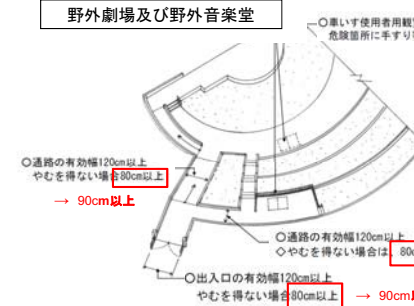 野外劇場及び野外音楽堂
○車いす使用者用観
危険箇所に手すり
○通路の有効幅120cm以上
やむを得ない場合80cm以上
→ 90cm以上
○通路の有効幅120cm以上
◇やむを得ない場合は、80c
○出入口の有効幅120cm以上
やむを得ない場合80cm以上 → 90cm